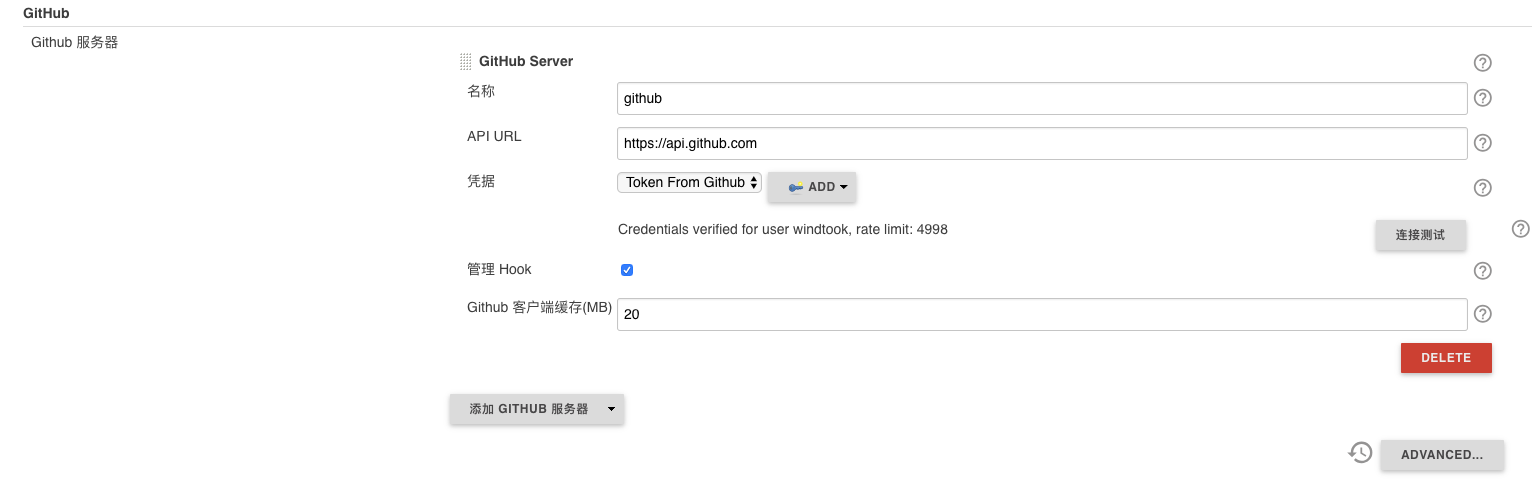 GitHub
Github 服务器
GitHub Server
名称
github
API URL
https://api.github.com
凭据
Token From Github
ADD
Credentials verified for user windtook, rate limit: 4998
连接测试
管理 Hook
Github 客户端缓存(MB)
20
DELETE
添加 GITHUB 服务器
ADVANCED...